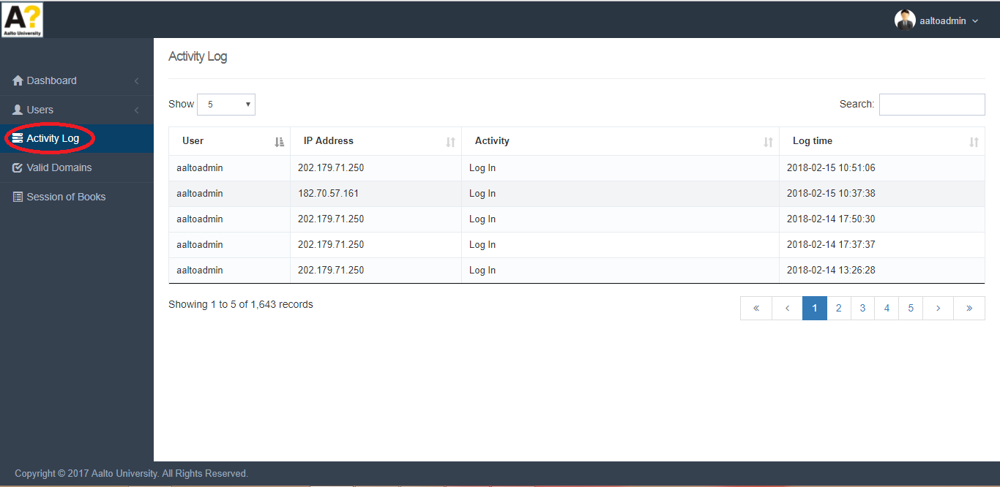 A?
Aalto University
aaltoadmin
Dashboard
Users
Activity Log
Valid Domains
Session of Books
Activity Log
Show 5
Search:
User IP Address Activity Log time
aaltoadmin 202.179.71.250 Log In 2018-02-15 10:51:06
aaltoadmin 182.70.57.161 Log In 2018-02-15 10:37:38
aaltoadmin 202.179.71.250 Log In 2018-02-14 17:50:30
aaltoadmin 202.179.71.250 Log In 2018-02-14 17:37:37
aaltoadmin 202.179.71.250 Log In 2018-02-14 13:26:28
Showing 1 to 5 of 1,643 records
« ‹ 1 2 3 4 5 › »
Copyright © 2017 Aalto University. All Rights Reserved.